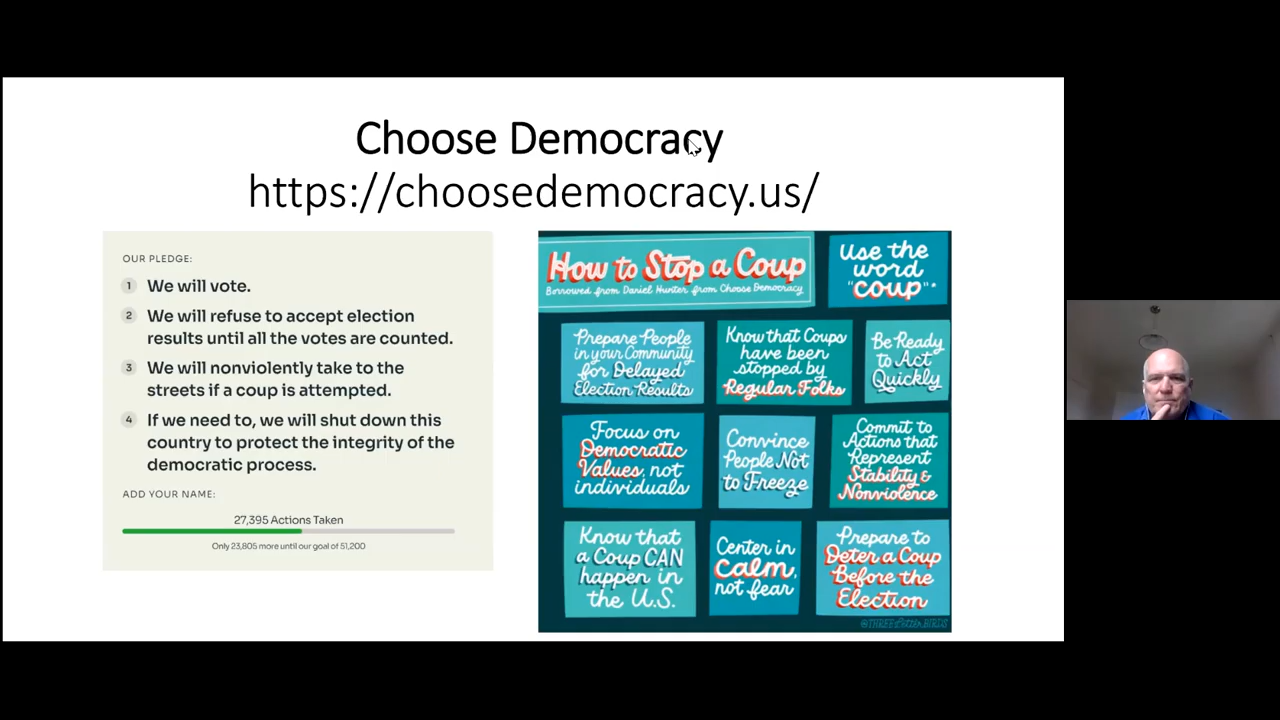 Choose Democracy
https://choosedemocracy.us/
OUR PLEDGE:
1 We will vote.
2 We will refuse to accept election
results until all the votes are counted.
3 We will nonviolently take to the
streets if a coup is attempted.
4 If we need to, we will shut down this
country to protect the integrity of the
democratic process.
ADD YOUR NAME:
27,395 Actions Taken
Only 23,805 more until our goal of 51,200
How to Stop a Coup
Borrowed from Daniel Hunter from Choose Democracy
Use the
word
"coup"*
Prepare People
in your Community
for Delayed
Election Results
Know that Coups
have been
stopped by
Regular Folks
Be Ready
to Act
Quickly
Focus on
Democratic
Values, not
individuals
Convince
People Not
to Freeze
Commit to
Actions that
Represent
Stability &
Nonviolence
Know that
a Coup CAN
happen in
the U.S.
Center in
calm,
not fear
Prepare to
Deter a Coup
Before the
Election